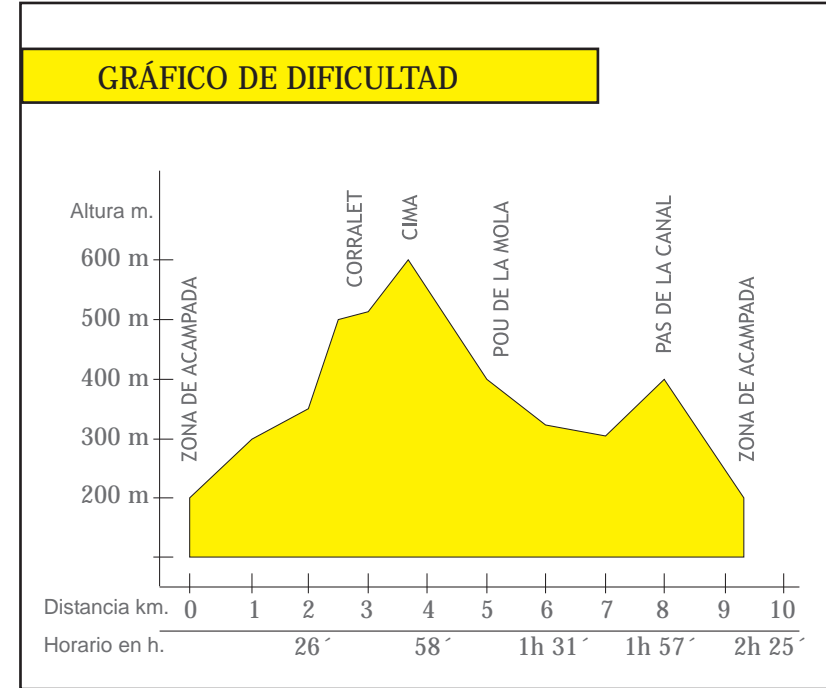 GRÁFICO DE DIFICULTAD
Altura m.
600 m
500 m
400 m
300 m
200 m
ZONA DE ACAMPADA
CORRALET
CIMA
POU DE LA MOLA
PAS DE LA CANAL
ZONA DE ACAMPADA
Distancia km. 0 1 2 3 4 5 6 7 8 9 10
Horario en h. 26´ 58´ 1h 31´ 1h 57´ 2h 25´